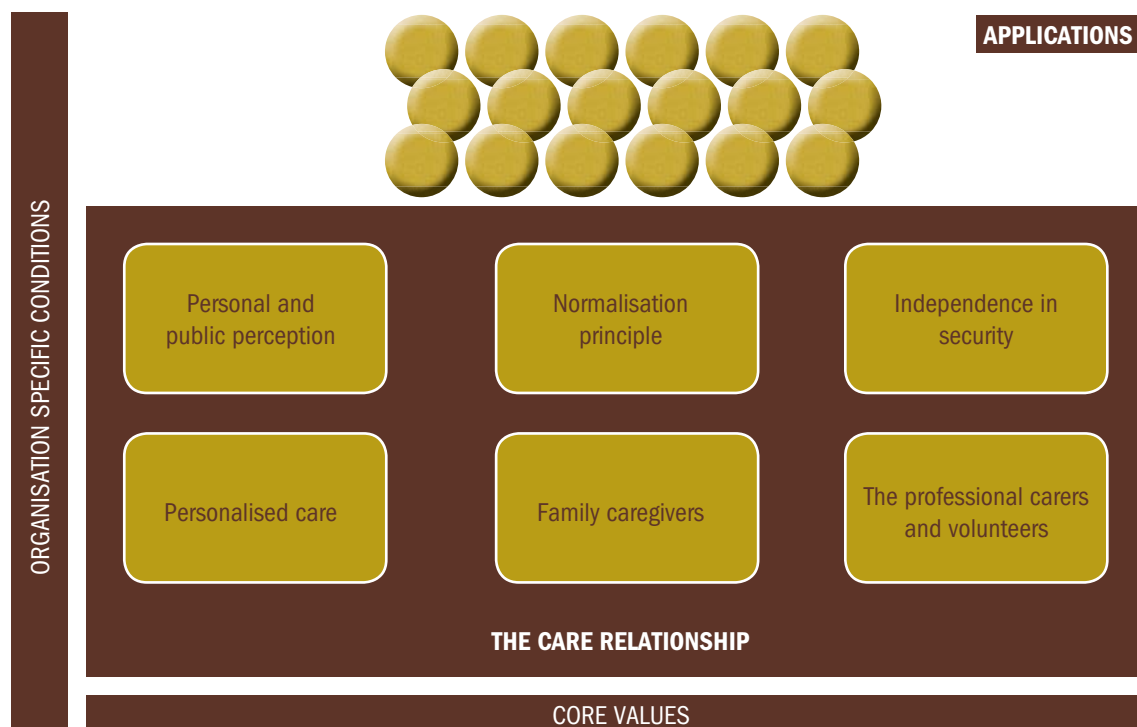 APPLICATIONS
ORGANISATION SPECIFIC CONDITIONS
Personal and
public perception
Normalisation
principle
Independence in
security
Personalised care
Family caregivers
The professional carers
and volunteers
THE CARE RELATIONSHIP
CORE VALUES